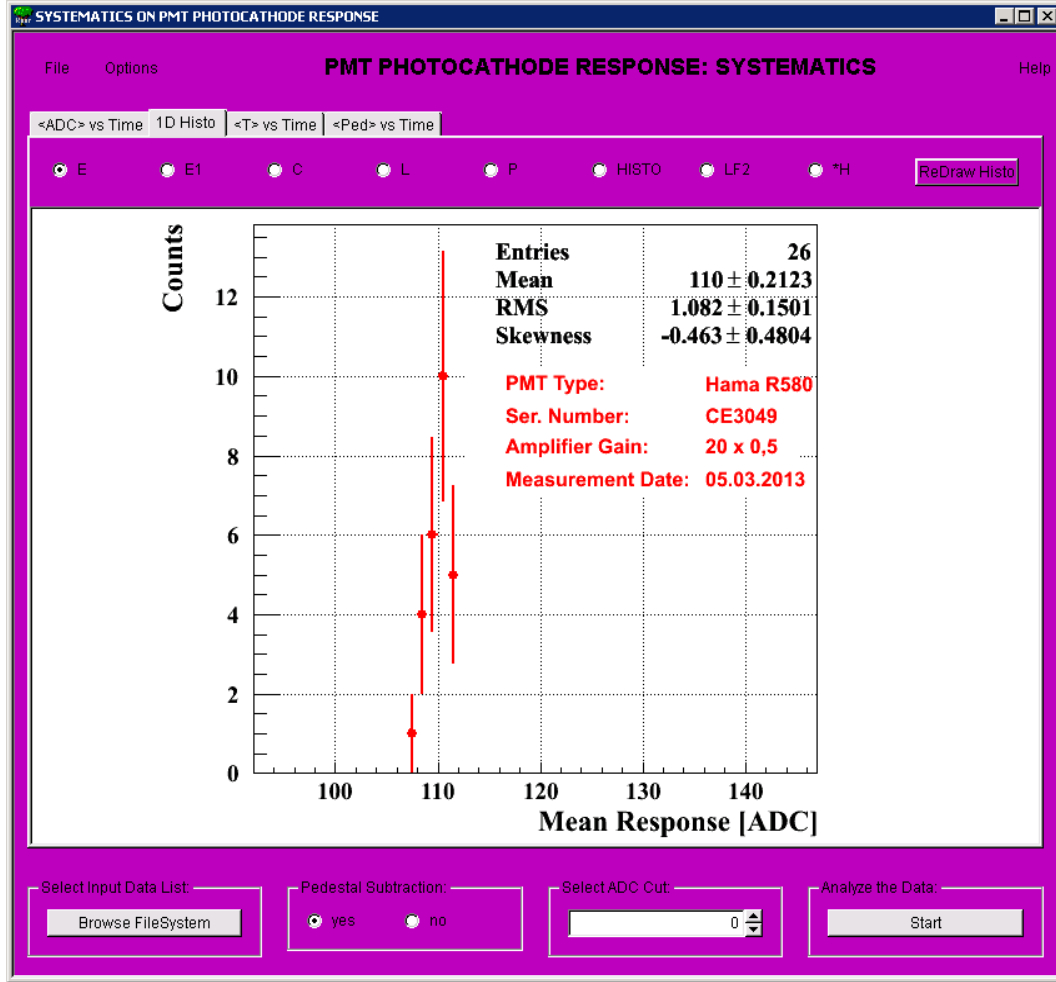 SYSTEMATICS ON PMT PHOTOCATHODE RESPONSE
File Options PMT PHOTOCATHODE RESPONSE: SYSTEMATICS Help
<ADC> vs Time 1D Histo <T> vs Time <Ped> vs Time
E E1 C L P HISTO LF2 *H ReDraw Histo
Counts
Entries 26
Mean 110 ± 0.2123
RMS 1.082 ± 0.1501
Skewness -0.463 ± 0.4804
PMT Type: Hama R580
Ser. Number: CE3049
Amplifier Gain: 20 x 0,5
Measurement Date: 05.03.2013
12
10
8
6
4
2
0
100 110 120 130 140
Mean Response [ADC]
Select Input Data List: Pedestal Subtraction: Select ADC Cut: Analyze the Data:
Browse FileSystem yes no 0 Start